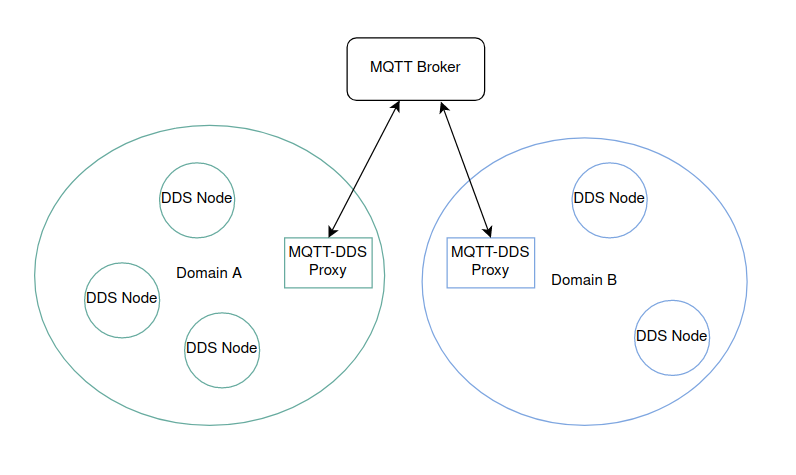 MQTT Broker
DDS Node
DDS Node
MQTT-DDS
Proxy
MQTT-DDS
Proxy
Domain A
Domain B
DDS Node
DDS Node
DDS Node